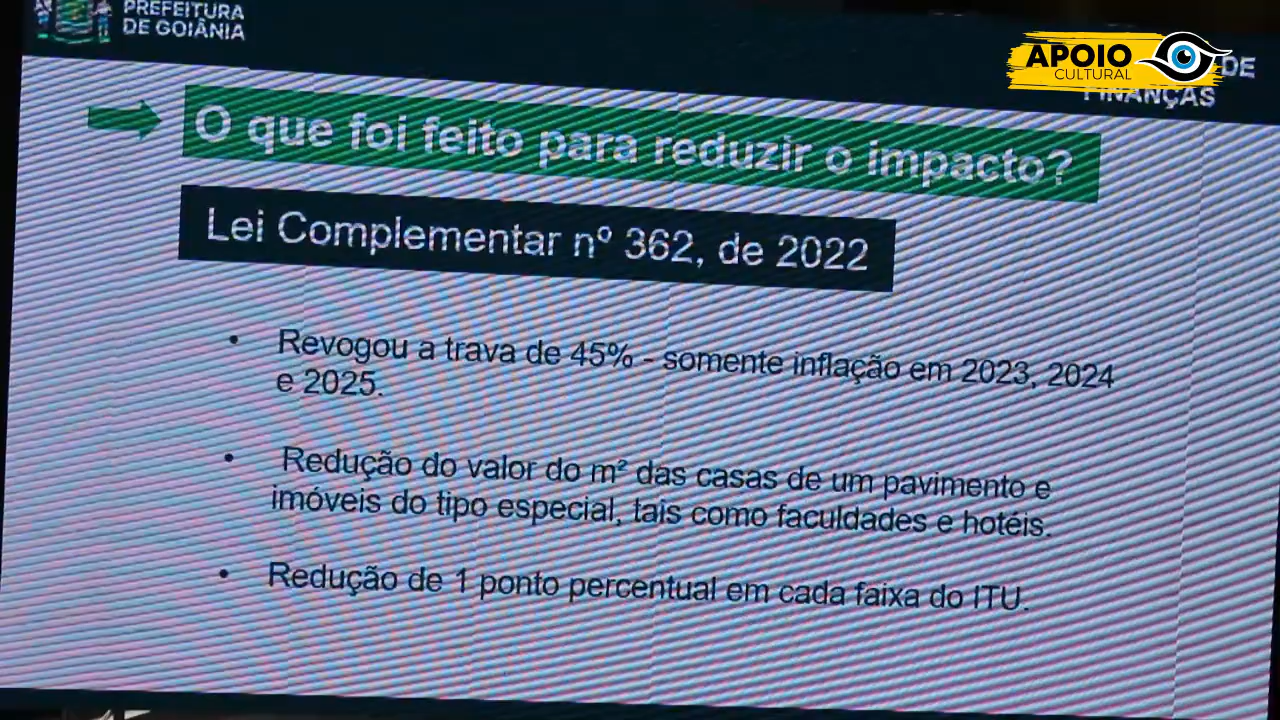 PREFEITURA
DE GOIÂNIA
APOIO
CULTURAL
DE
FINANÇAS
O que foi feito para reduzir o impacto?
Lei Complementar nº 362, de 2022
• Revogou a trava de 45% - somente inflação em 2023, 2024
e 2025.
• Redução do valor do m² das casas de um pavimento e
imóveis do tipo especial, tais como faculdades e hotéis.
• Redução de 1 ponto percentual em cada faixa do ITU.